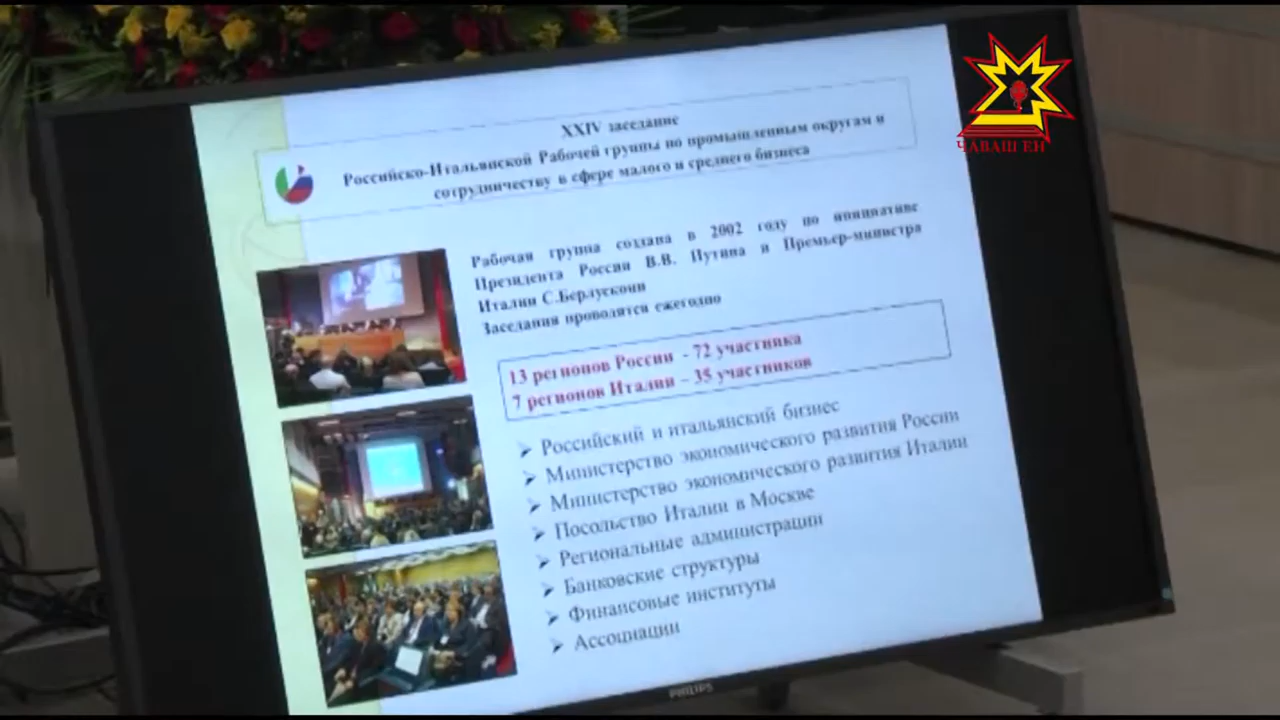 ЧӐВАШ ЕН
XXIV заседание
Российско-Итальянской Рабочей группы по промышленным округам и
сотрудничеству в сфере малого и среднего бизнеса
Рабочая группа создана в 2002 году по инициативе
Президента России В.В. Путина и Премьер-министра
Италии С.Берлускони
Заседания проводятся ежегодно
13 регионов России - 72 участника
7 регионов Италии – 35 участников
Российский и итальянский бизнес
Министерство экономического развития России
Министерство экономического развития Италии
Посольство Италии в Москве
Региональные администрации
Банковские структуры
Финансовые институты
Ассоциации
PHILIPS